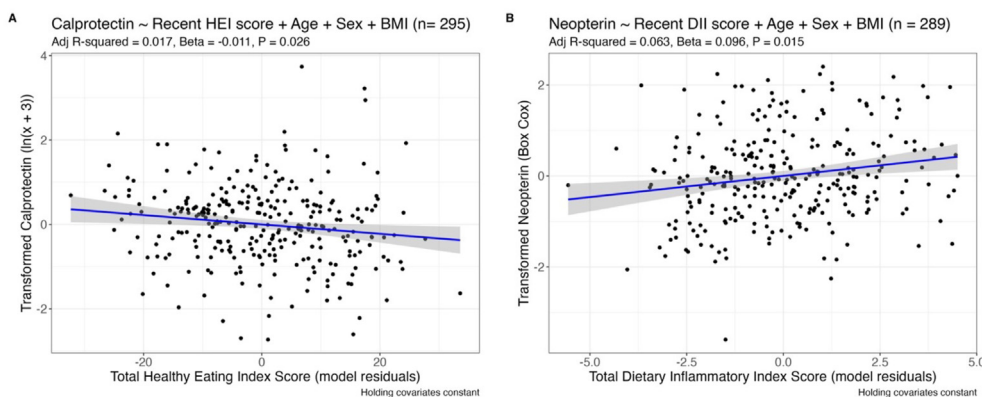 A
Calprotectin ~ Recent HEI score + Age + Sex + BMI (n= 295)
Adj R-squared = 0.017, Beta = -0.011, P = 0.026
Transformed Calprotectin (ln(x + 3))
4
2
0
-2
-20
0
20
Total Healthy Eating Index Score (model residuals)
Holding covariates constant
B
Neopterin ~ Recent DII score + Age + Sex + BMI (n = 289)
Adj R-squared = 0.063, Beta = 0.096, P = 0.015
Transformed Neopterin (Box Cox)
2
0
-2
-5.0
-2.5
0.0
2.5
5.0
Total Dietary Inflammatory Index Score (model residuals)
Holding covariates constant